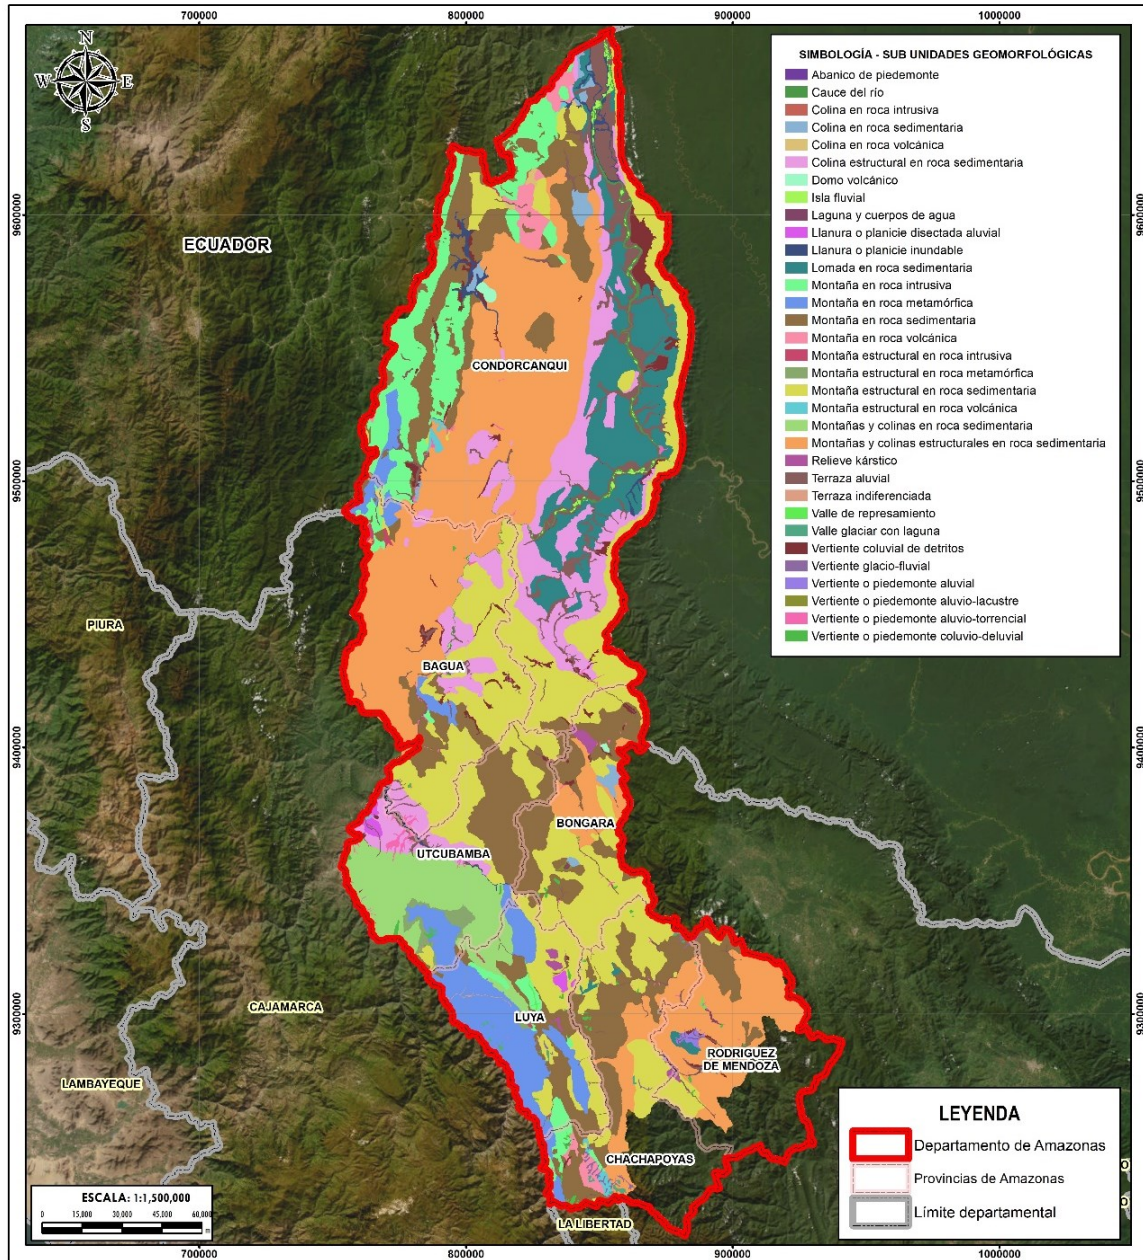 700000
800000
900000
1000000
N
W
E
S
SIMBOLOGÍA - SUB UNIDADES GEOMORFOLÓGICAS
Abanico de piedemonte
Cauce del río
Colina en roca intrusiva
Colina en roca sedimentaria
Colina en roca volcánica
Colina estructural en roca sedimentaria
Domo volcánico
Isla fluvial
Laguna y cuerpos de agua
Llanura o planicie disectada aluvial
Llanura o planicie inundable
Lomada en roca sedimentaria
Montaña en roca intrusiva
Montaña en roca metamórfica
Montaña en roca sedimentaria
Montaña en roca volcánica
Montaña estructural en roca intrusiva
Montaña estructural en roca metamórfica
Montaña estructural en roca sedimentaria
Montaña estructural en roca volcánica
Montañas y colinas en roca sedimentaria
Montañas y colinas estructurales en roca sedimentaria
Relieve kárstico
Terraza aluvial
Terraza indiferenciada
Valle de represamiento
Valle glaciar con laguna
Vertiente coluvial de detritos
Vertiente glacio-fluvial
Vertiente o piedemonte aluvial
Vertiente o piedemonte aluvio-lacustre
Vertiente o piedemonte aluvio-torrencial
Vertiente o piedemonte coluvio-deluvial
9600000
9600000
ECUADOR
CONDORCANQUI
9500000
9500000
PIURA
BAGUA
9400000
9400000
BONGARA
UTCUBAMBA
9300000
9300000
CAJAMARCA
LUYA
RODRIGUEZ
DE MENDOZA
LAMBAYEQUE
CHACHAPOYAS
LA LIBERTAD
LEYENDA
Departamento de Amazonas
Provincias de Amazonas
Límite departamental
ESCALA: 1:1,500,000
0 15,000 30,000 45,000 60,000
m
700000
800000
900000
1000000